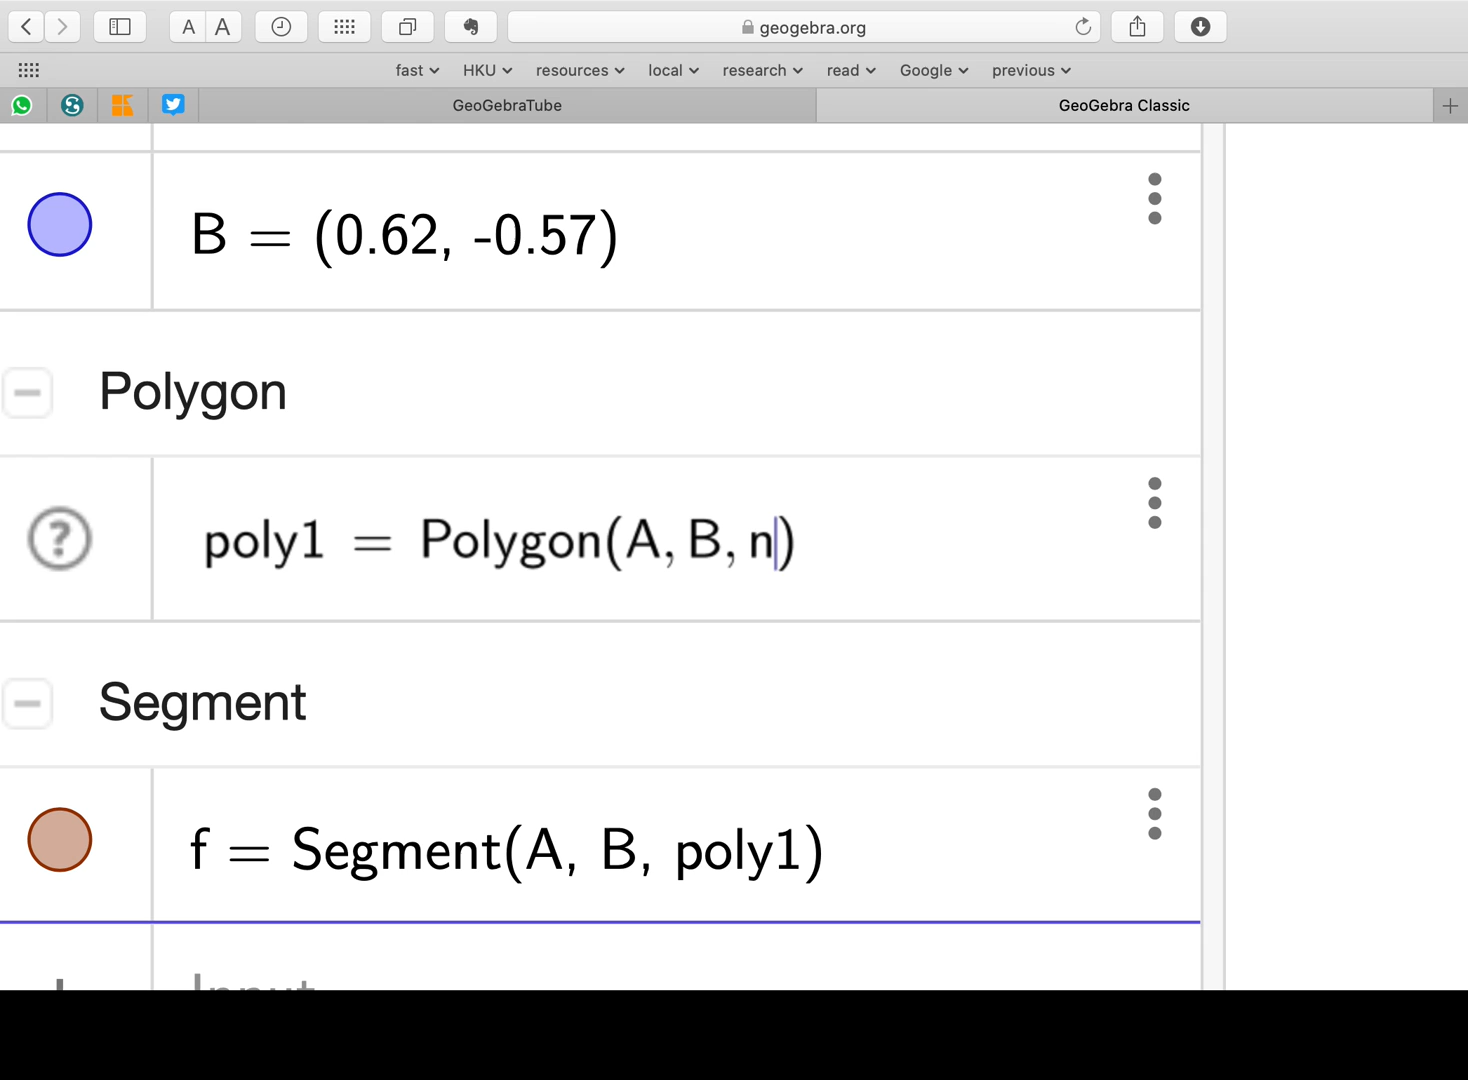 A A geogebra.org
fast HKU resources local research read Google previous
GeoGebraTube GeoGebra Classic
B = (0.62, -0.57)
Polygon
? poly1 = Polygon(A, B, n)
Segment
f = Segment(A, B, poly1)
Input